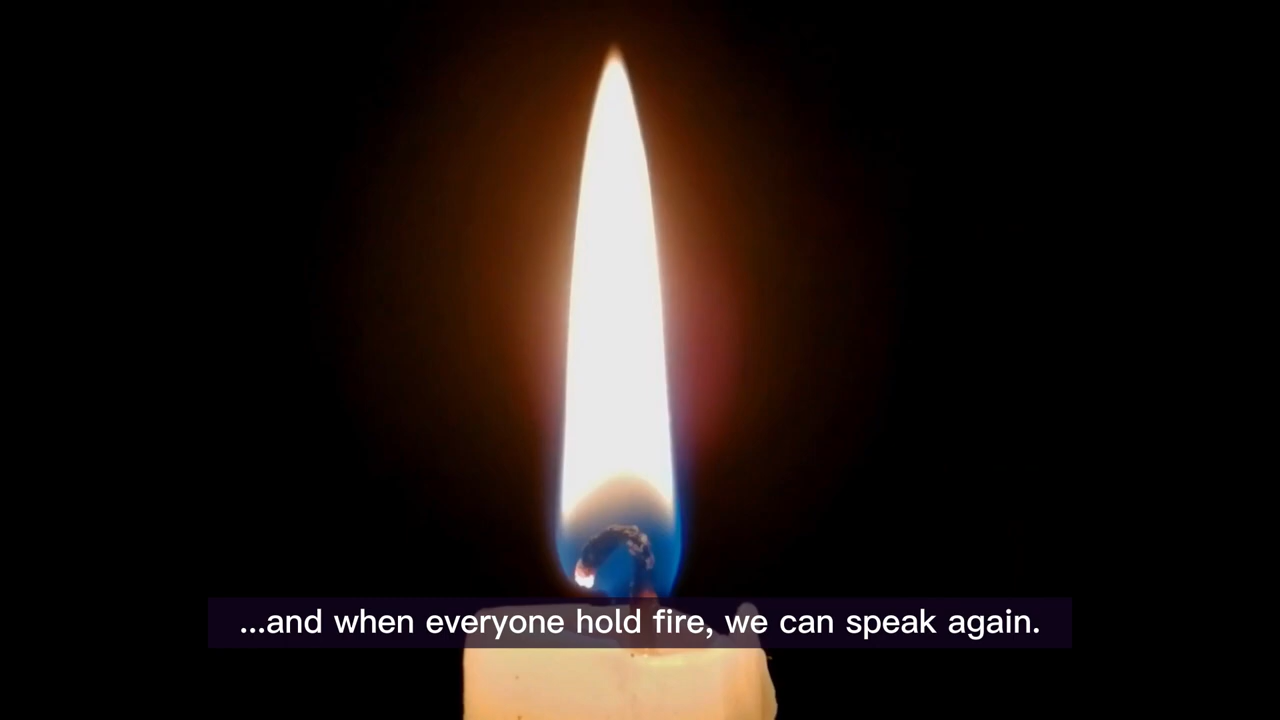 ...and when everyone hold fire, we can speak again.